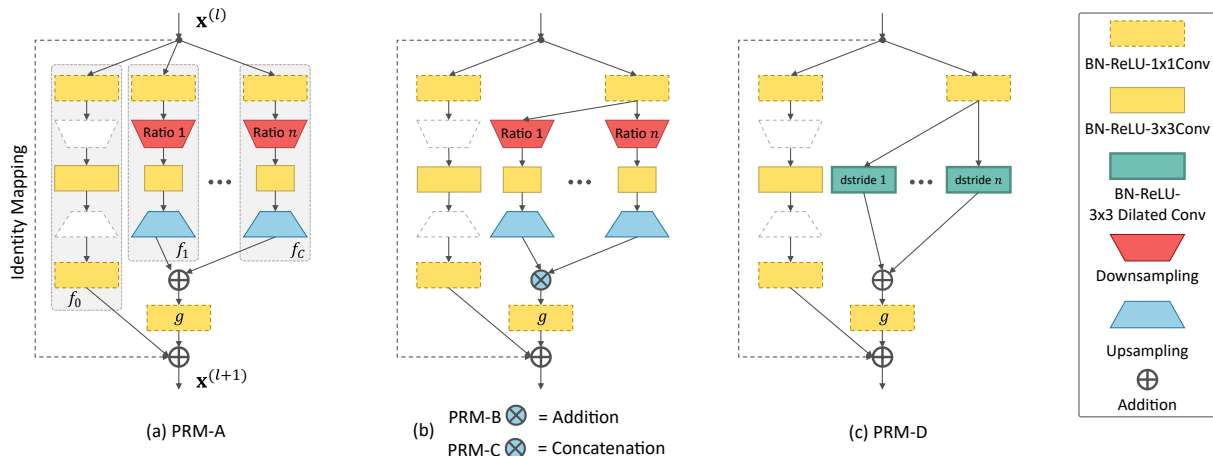 x^(l)
Identity Mapping
Ratio 1
Ratio n
f_1
f_C
f_0
g
x^(l+1)
(a) PRM-A
Ratio 1
Ratio n
g
(b)
PRM-B = Addition
PRM-C = Concatenation
dstride 1
dstride n
g
(c) PRM-D
BN-ReLU-1x1Conv
BN-ReLU-3x3Conv
BN-ReLU-
3x3 Dilated Conv
Downsampling
Upsampling
Addition